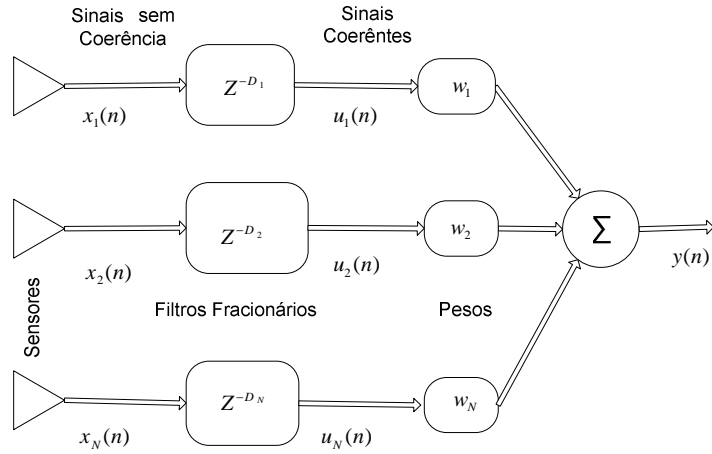 Sinais sem
Coerência
Sinais
Coerêntes
Z^{-D_1}
w_1
x_1(n)
u_1(n)
Z^{-D_2}
w_2
Σ
x_2(n)
u_2(n)
y(n)
Sensores
Filtros Fracionários
Pesos
Z^{-D_N}
w_N
x_N(n)
u_N(n)